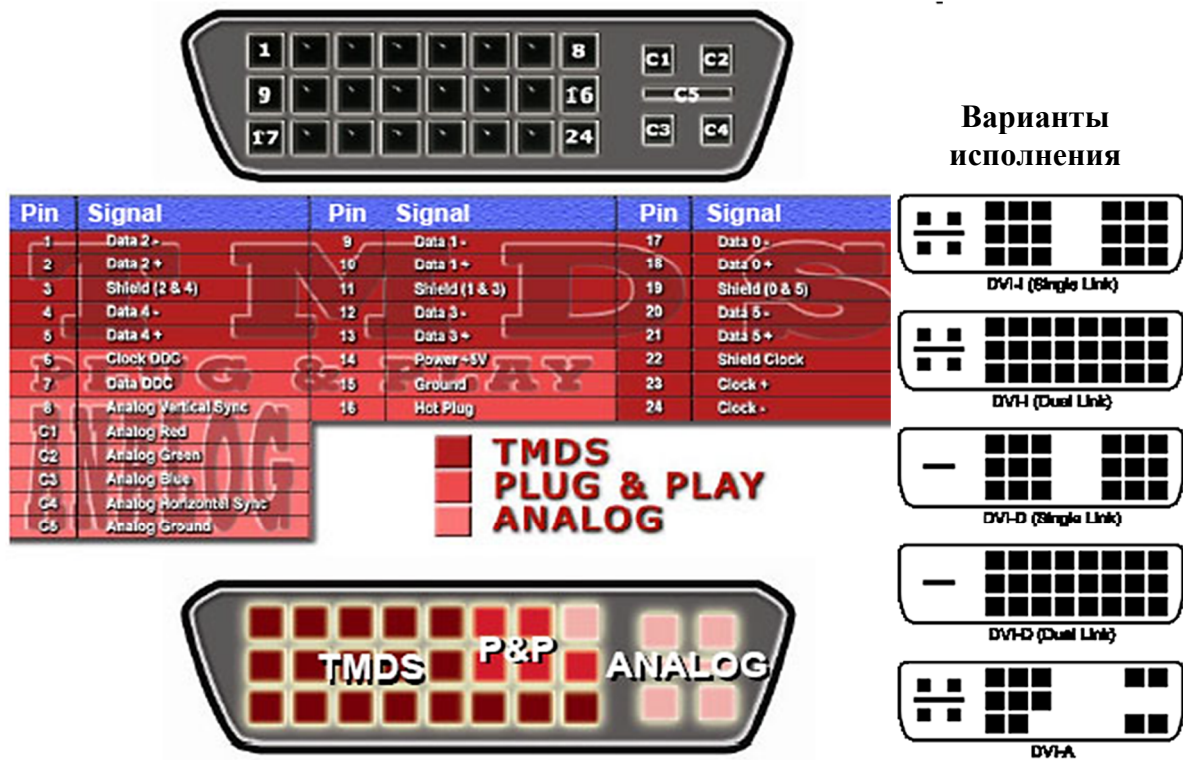 1 8 C1 C2
9 16 C5
17 24 C3 C4
Варианты
исполнения
Pin Signal Pin Signal Pin Signal
1 Data 2 - 9 Data 1 - 17 Data 0 -
2 Data 2 + 10 Data 1 + 18 Data 0 +
3 Shield (2 & 4) 11 Shield (1 & 3) 19 Shield (0 & 5)
4 Data 4 - 12 Data 3 - 20 Data 5 -
5 Data 4 + 13 Data 3 + 21 Data 5 +
6 Clock DDC 14 Power +5V 22 Shield Clock
7 Data DDC 15 Ground 23 Clock +
8 Analog Vertical Sync 16 Hot Plug 24 Clock -
C1 Analog Red
C2 Analog Green
C3 Analog Blue
C4 Analog Horizontel Sync
C5 Analog Ground
TMDS
PLUG & PLAY
ANALOG
TMDS
PLUG & PLAY
ANALOG
TMDS P&P ANALOG
DVI-I (Single Link)
DVI-I (Dual Link)
DVI-D (Single Link)
DVI-D (Dual Link)
DVI-A